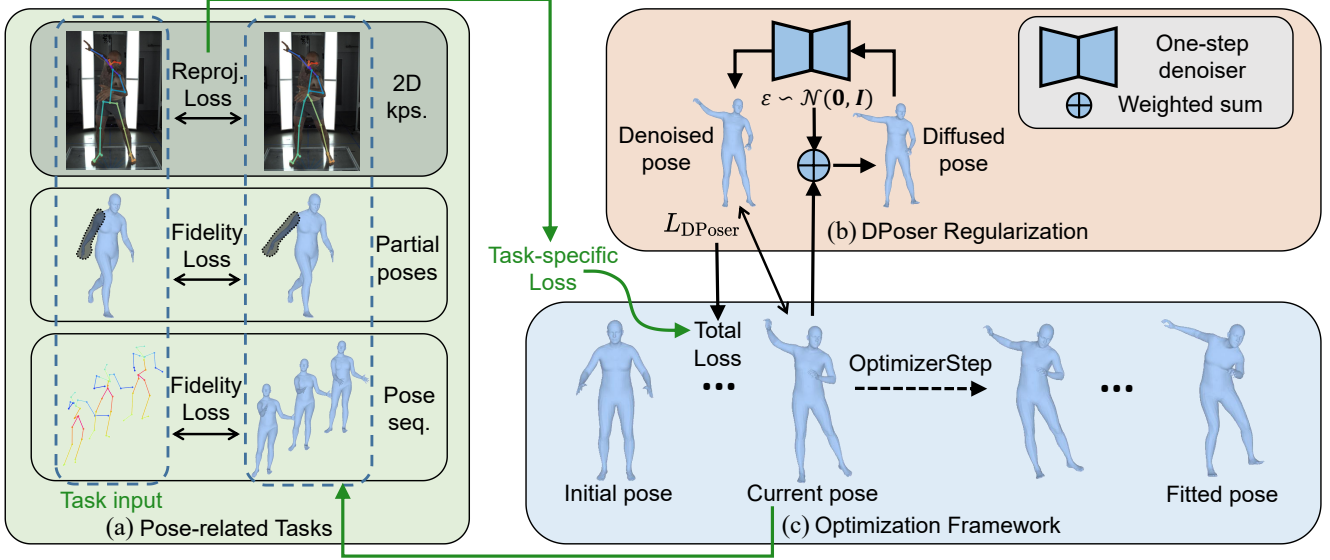 Reproj.
Loss
2D
kps.
Fidelity
Loss
Partial
poses
Fidelity
Loss
Pose
seq.
Task input
(a) Pose-related Tasks
Task-specific
Loss
ε ∽ 𝒩(𝟎, 𝑰)
Denoised
pose
Diffused
pose
L_DPoser
(b) DPoser Regularization
One-step
denoiser
Weighted sum
Total
Loss
...
OptimizerStep
...
Initial pose
Current pose
Fitted pose
(c) Optimization Framework